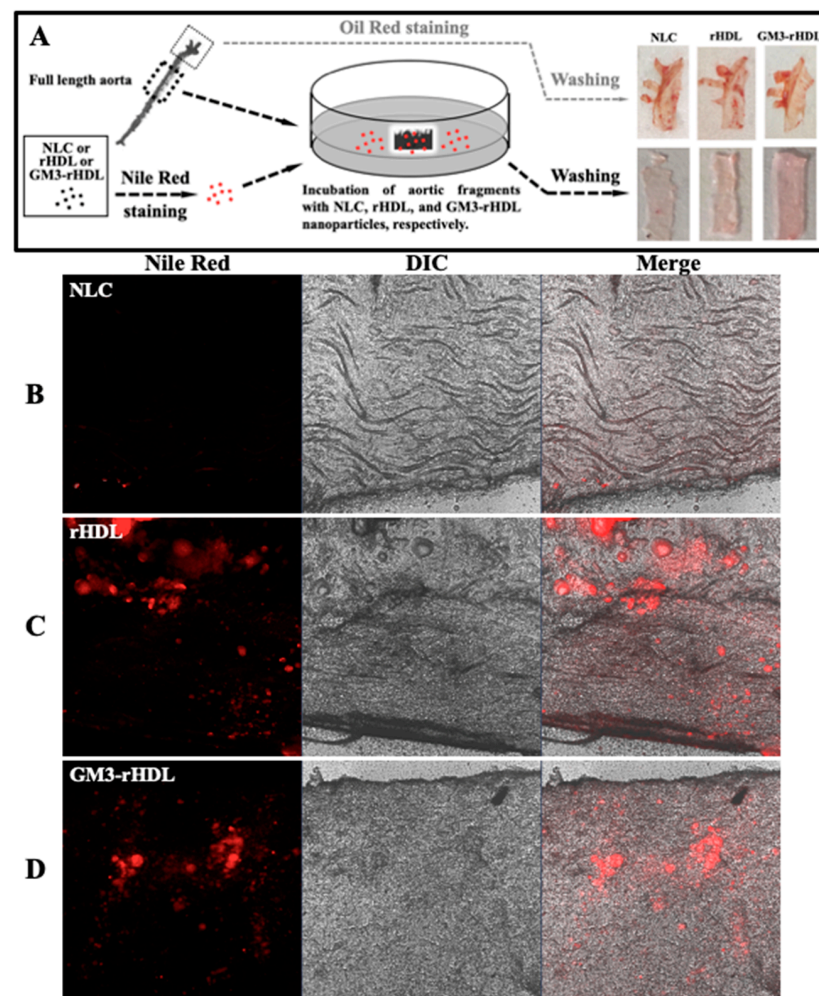 A
Oil Red staining
NLC
rHDL
GM3-rHDL
Full length aorta
Washing
NLC or
rHDL or
GM3-rHDL
Nile Red
staining
Washing
Incubation of aortic fragments
with NLC, rHDL, and GM3-rHDL
nanoparticles, respectively.
Nile Red
DIC
Merge
NLC
B
rHDL
C
GM3-rHDL
D